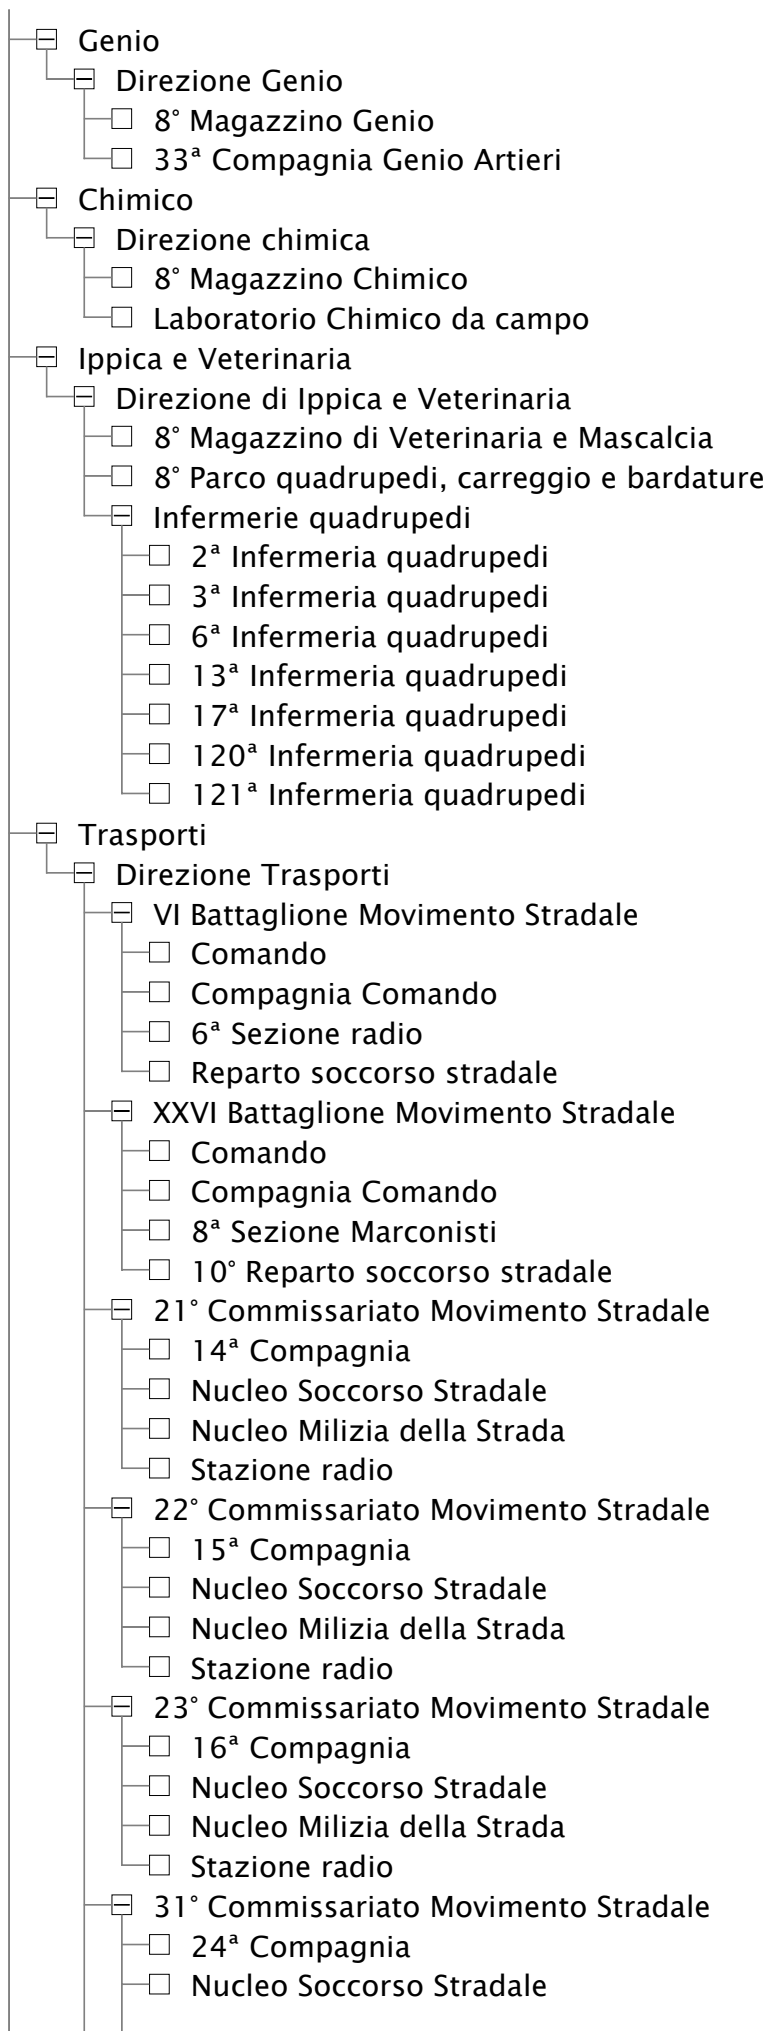 Genio
Direzione Genio
8° Magazzino Genio
33ª Compagnia Genio Artieri
Chimico
Direzione chimica
8° Magazzino Chimico
Laboratorio Chimico da campo
Ippica e Veterinaria
Direzione di Ippica e Veterinaria
8° Magazzino di Veterinaria e Mascalcia
8° Parco quadrupedi, carreggio e bardature
Infermerie quadrupedi
2ª Infermeria quadrupedi
3ª Infermeria quadrupedi
6ª Infermeria quadrupedi
13ª Infermeria quadrupedi
17ª Infermeria quadrupedi
120ª Infermeria quadrupedi
121ª Infermeria quadrupedi
Trasporti
Direzione Trasporti
VI Battaglione Movimento Stradale
Comando
Compagnia Comando
6ª Sezione radio
Reparto soccorso stradale
XXVI Battaglione Movimento Stradale
Comando
Compagnia Comando
8ª Sezione Marconisti
10° Reparto soccorso stradale
21° Commissariato Movimento Stradale
14ª Compagnia
Nucleo Soccorso Stradale
Nucleo Milizia della Strada
Stazione radio
22° Commissariato Movimento Stradale
15ª Compagnia
Nucleo Soccorso Stradale
Nucleo Milizia della Strada
Stazione radio
23° Commissariato Movimento Stradale
16ª Compagnia
Nucleo Soccorso Stradale
Nucleo Milizia della Strada
Stazione radio
31° Commissariato Movimento Stradale
24ª Compagnia
Nucleo Soccorso Stradale